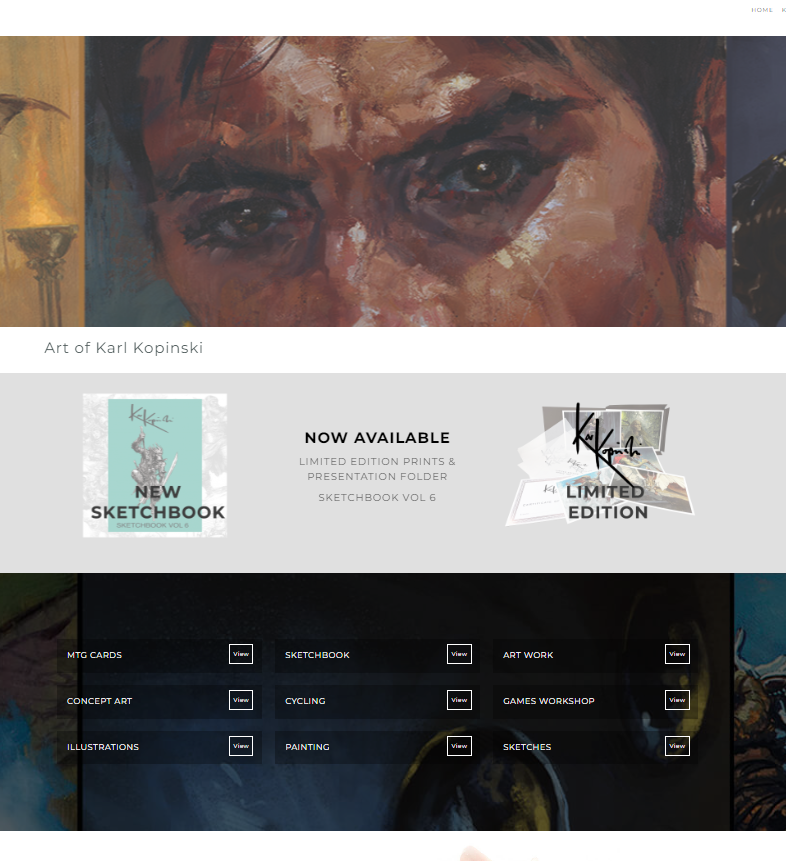 HOME K
Art of Karl Kopinski
NEW
SKETCHBOOK
SKETCHBOOK VOL 6
NOW AVAILABLE
LIMITED EDITION PRINTS &
PRESENTATION FOLDER
SKETCHBOOK VOL 6
LIMITED
EDITION
MTG CARDS View
SKETCHBOOK View
ART WORK View
CONCEPT ART View
CYCLING View
GAMES WORKSHOP View
ILLUSTRATIONS View
PAINTING View
SKETCHES View